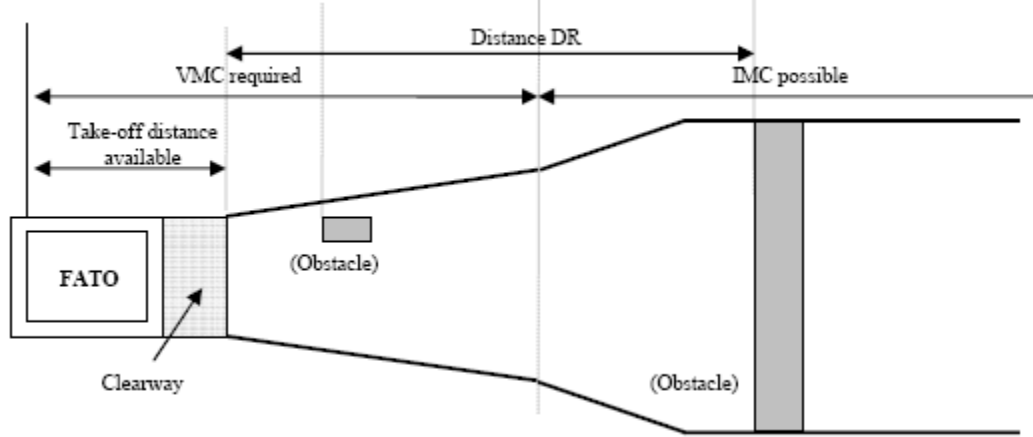 Distance DR
VMC required
IMC possible
Take-off distance
available
FATO
(Obstacle)
Clearway
(Obstacle)